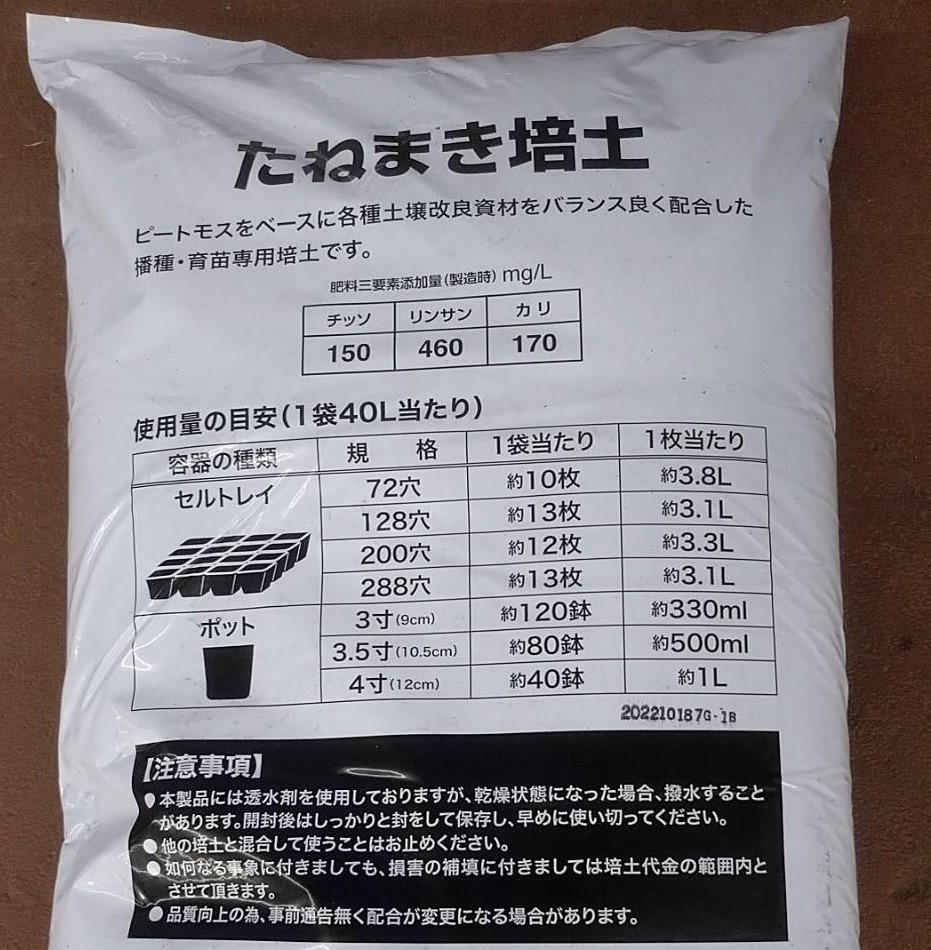 たねまき培土
ピートモスをベースに各種土壌改良資材をバランス良く配合した
播種・育苗専用培土です。
肥料三要素添加量(製造時) mg/L
チッソ リンサン カリ
150 460 170
使用量の目安(1袋40L当たり)
容器の種類 規 格 1袋当たり 1枚当たり
セルトレイ 72穴 約10枚 約3.8L
128穴 約13枚 約3.1L
200穴 約12枚 約3.3L
288穴 約13枚 約3.1L
ポット 3寸(9cm) 約120鉢 約330ml
3.5寸(10.5cm) 約80鉢 約500ml
4寸(12cm) 約40鉢 約1L
202210187G-1B
【注意事項】
●本製品には透水剤を使用しておりますが、乾燥状態になった場合、撥水すること
があります。開封後はしっかりと封をして保存し、早めに使い切ってください。
●他の培土と混合して使うことはお止めください。
●如何なる事象に付きましても、損害の補填に付きましては培土代金の範囲内と
させて頂きます。
●品質向上の為、事前通告無く配合が変更になる場合があります。